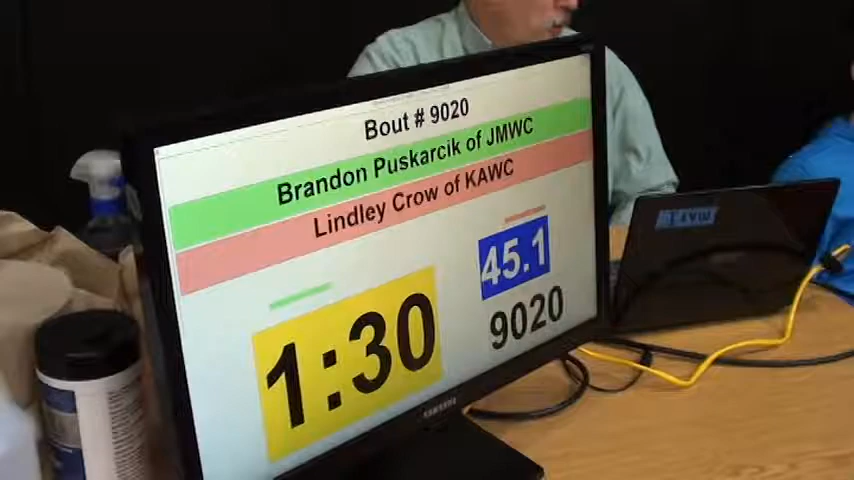 Bout # 9020
Brandon Puskarcik of JMWC
Lindley Crow of KAWC
45.1
1:30
9020
SAMSUNG